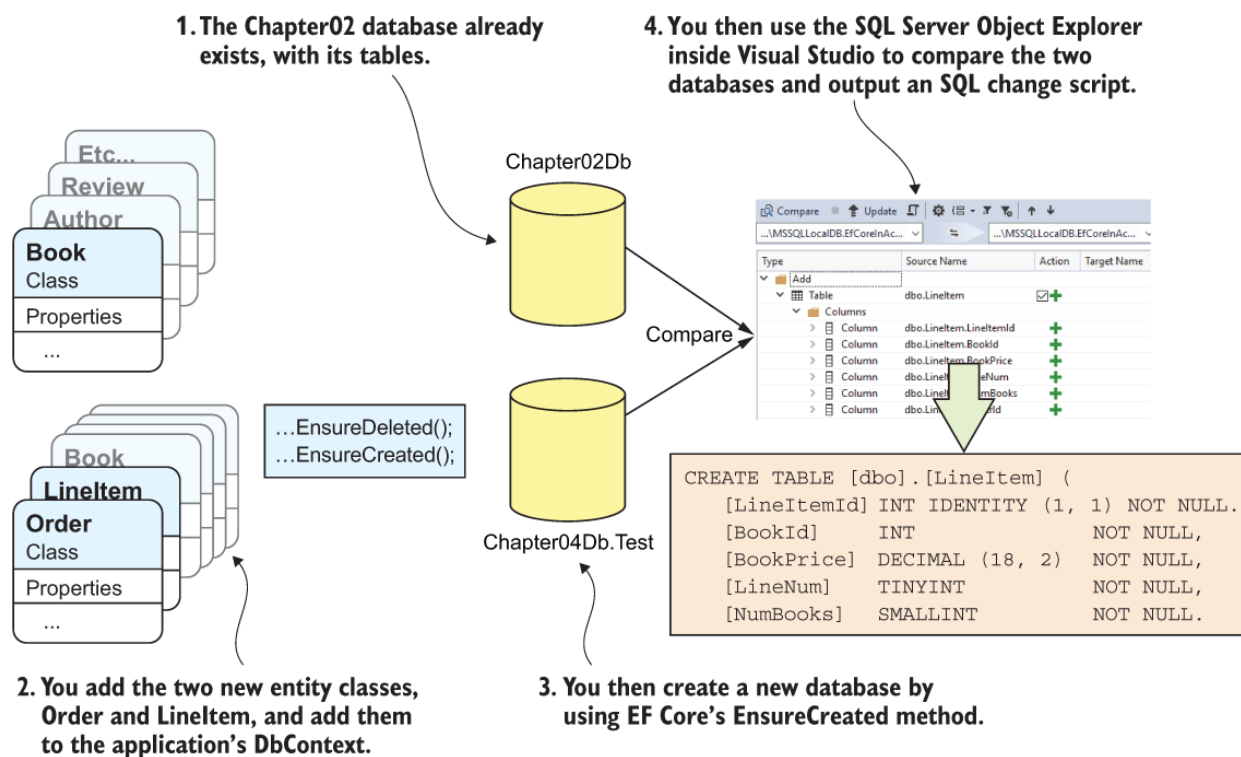 1. The Chapter02 database already
exists, with its tables.
4. You then use the SQL Server Object Explorer
inside Visual Studio to compare the two
databases and output an SQL change script.
Etc...
Review
Author
Book
Class
Properties
...
Chapter02Db
Compare
Compare
Update
...\MSSQLLocalDB.EfCoreInAc...
...\MSSQLLocalDB.EfCoreInAc...
Type Source Name Action Target Name
Add
Table dbo.LineItem
Columns
Column dbo.LineItem.LineItemId
Column dbo.LineItem.BookId
Column dbo.LineItem.BookPrice
Column
Column
Column
Book
LineItem
Order
Class
Properties
...
...EnsureDeleted();
...EnsureCreated();
Chapter04Db.Test
CREATE TABLE [dbo].[LineItem] (
[LineItemId] INT IDENTITY (1, 1) NOT NULL.
[BookId] INT NOT NULL,
[BookPrice] DECIMAL (18, 2) NOT NULL,
[LineNum] TINYINT NOT NULL,
[NumBooks] SMALLINT NOT NULL.
2. You add the two new entity classes,
Order and LineItem, and add them
to the application's DbContext.
3. You then create a new database by
using EF Core's EnsureCreated method.